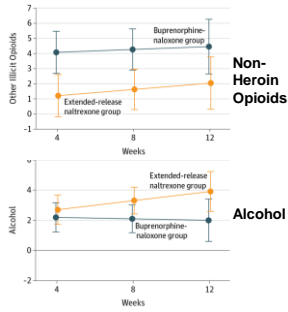 7
6
5
4
3
2
1
0
-1
Other Illicit Opioids
Buprenorphine-
naloxone group
Extended-release
naltrexone group
4
8
12
Weeks
Non-
Heroin
Opioids
6
4
2
0
-2
Alcohol
Extended-release
naltrexone group
Buprenorphine-
naloxone group
4
8
12
Weeks
Alcohol